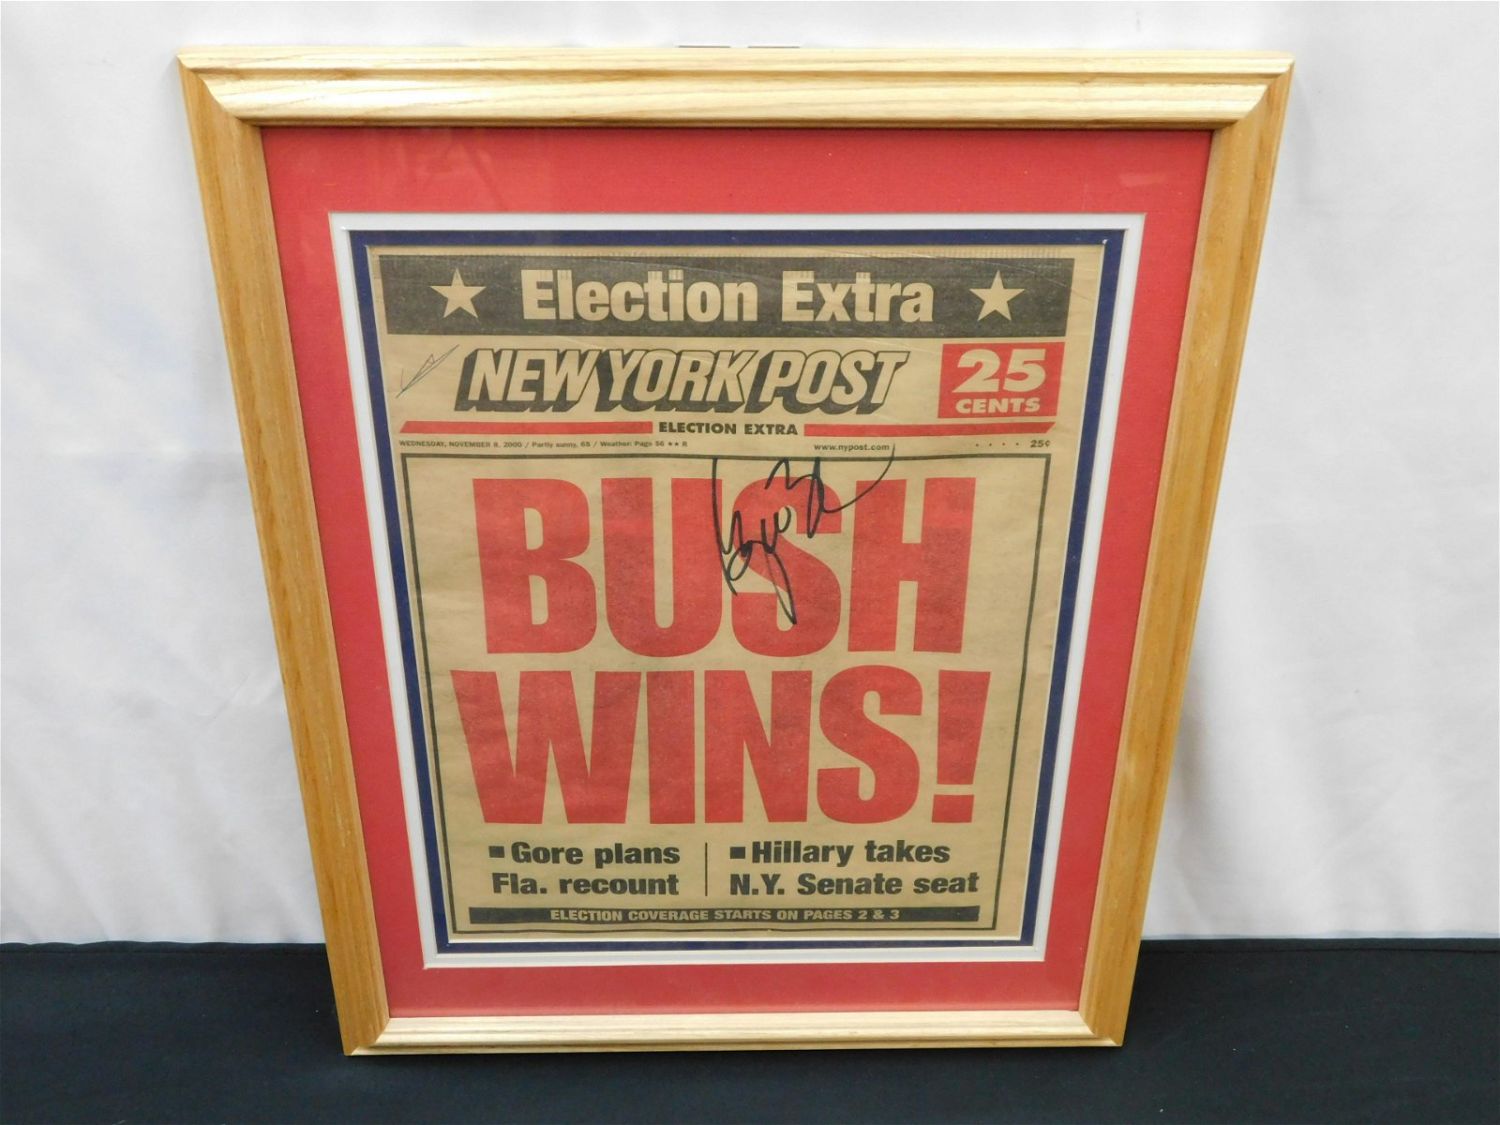 ★ Election Extra ★
NEW YORK POST
25
CENTS
ELECTION EXTRA
WEDNESDAY, NOVEMBER 8, 2000 / Partly sunny, 65 / Weather: Page 56 ★★ R
www.nypost.com
25¢
BUSH
WINS!
■ Gore plans
Fla. recount
■ Hillary takes
N.Y. Senate seat
ELECTION COVERAGE STARTS ON PAGES 2 & 3